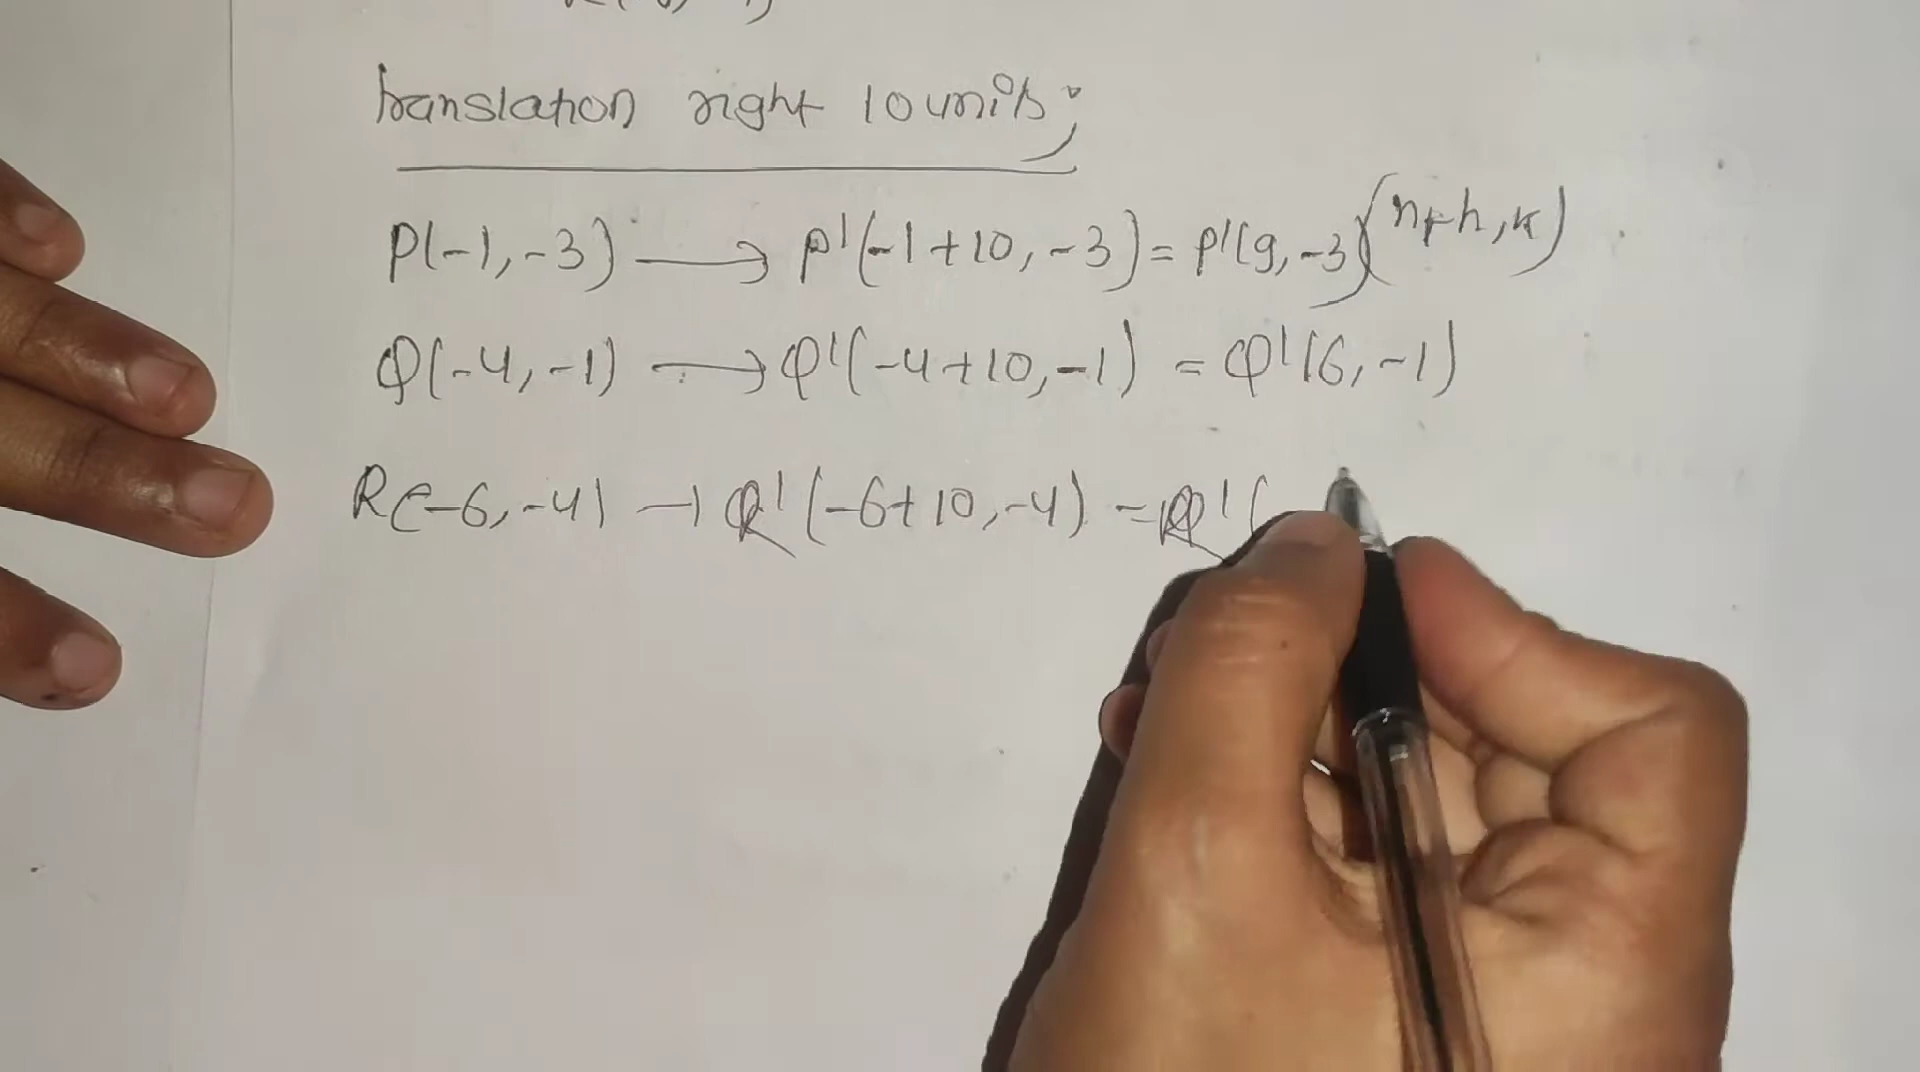 translation right 10 units:
P(-1, -3) → P'(-1+10, -3) = P'(9, -3) (n+h, k)
Q(-4, -1) → Q'(-4+10, -1) = Q'(6, -1)
R(-6, -4) → R'(-6+10, -4) = R'(